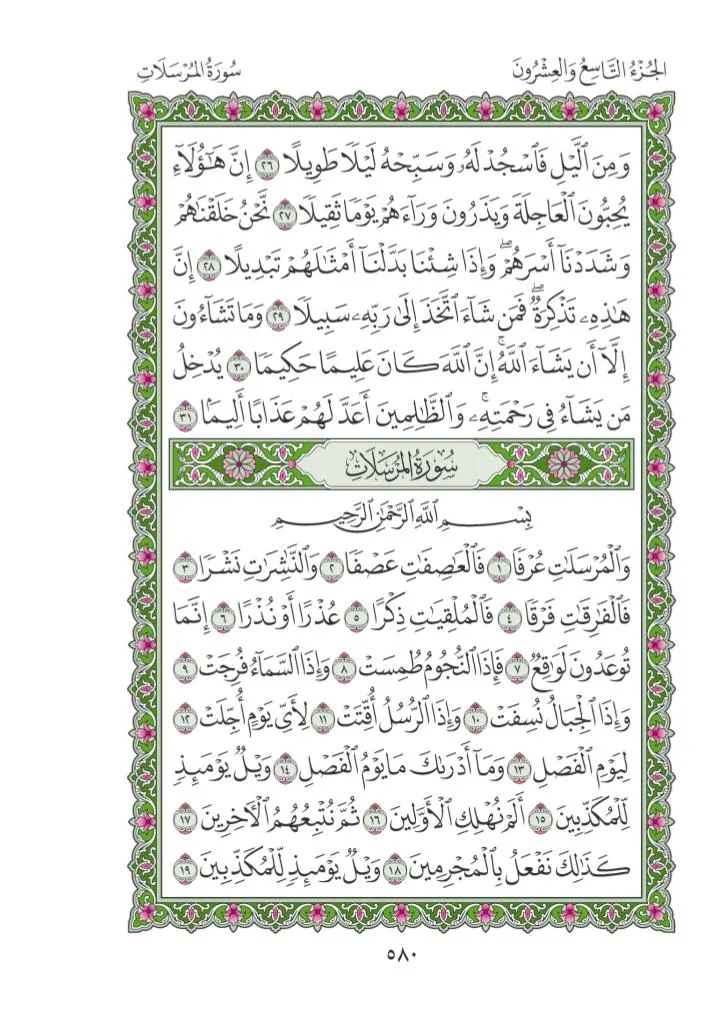 الجُزْءُ التَّاسِعُ وَالعِشْرُونَ
سُورَةُ المُرْسَلَاتِ
وَمِنَ ٱلَّيْلِ فَٱسْجُدْ لَهُۥ وَسَبِّحْهُ لَيْلًا طَوِيلًا ٢٦ إِنَّ هَٰٓؤُلَآءِ
يُحِبُّونَ ٱلْعَاجِلَةَ وَيَذَرُونَ وَرَآءَهُمْ يَوْمًا ثَقِيلًا ٢٧ نَّحْنُ خَلَقْنَٰهُمْ
وَشَدَدْنَآ أَسْرَهُمْۖ وَإِذَا شِئْنَا بَدَّلْنَآ أَمْثَٰلَهُمْ تَبْدِيلًا ٢٨ إِنَّ
هَٰذِهِۦ تَذْكِرَةٌۖ فَمَن شَآءَ ٱتَّخَذَ إِلَىٰ رَبِّهِۦ سَبِيلًا ٢٩ وَمَا تَشَآءُونَ
إِلَّآ أَن يَشَآءَ ٱللَّهُۚ إِنَّ ٱللَّهَ كَانَ عَلِيمًا حَكِيمًا ٣٠ يُدْخِلُ
مَن يَشَآءُ فِى رَحْمَتِهِۦۚ وَٱلظَّٰلِمِينَ أَعَدَّ لَهُمْ عَذَابًا أَلِيمًۢا ٣١
سُورَةُ المُرْسَلَاتِ
بِسْمِ ٱللَّهِ ٱلرَّحْمَٰنِ ٱلرَّحِيمِ
وَٱلْمُرْسَلَٰتِ عُرْفًا ١ فَٱلْعَٰصِفَٰتِ عَصْفًا ٢ وَٱلنَّٰشِرَٰتِ نَشْرًا ٣
فَٱلْفَٰرِقَٰتِ فَرْقًا ٤ فَٱلْمُلْقِيَٰتِ ذِكْرًا ٥ عُذْرًا أَوْ نُذْرًا ٦ إِنَّمَا
تُوعَدُونَ لَوَٰقِعٌ ٧ فَإِذَا ٱلنُّجُومُ طُمِسَتْ ٨ وَإِذَا ٱلسَّمَآءُ فُرِجَتْ ٩
وَإِذَا ٱلْجِبَالُ نُسِفَتْ ١٠ وَإِذَا ٱلرُّسُلُ أُقِّتَتْ ١١ لِأَىِّ يَوْمٍ أُجِّلَتْ ١٢
لِيَوْمِ ٱلْفَصْلِ ١٣ وَمَآ أَدْرَىٰكَ مَا يَوْمُ ٱلْفَصْلِ ١٤ وَيْلٌ يَوْمَئِذٍ
لِّلْمُكَذِّبِينَ ١٥ أَلَمْ نُهْلِكِ ٱلْأَوَّلِينَ ١٦ ثُمَّ نُتْبِعُهُمُ ٱلْءَاخِرِينَ ١٧
كَذَٰلِكَ نَفْعَلُ بِٱلْمُجْرِمِينَ ١٨ وَيْلٌ يَوْمَئِذٍ لِّلْمُكَذِّبِينَ ١٩
٥٨٠